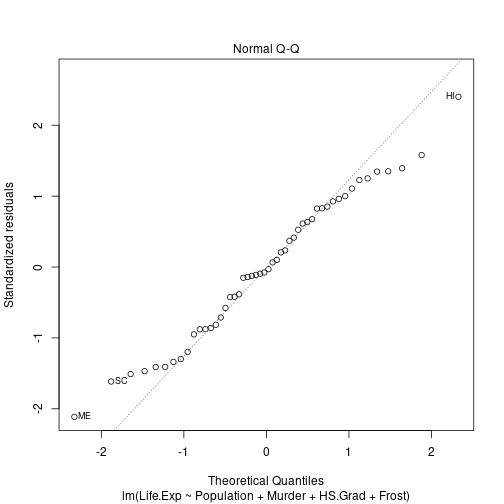 Normal Q-Q
HI
2
1
0
-1
-2
Standardized residuals
SC
ME
-2 -1 0 1 2
Theoretical Quantiles
lm(Life.Exp ~ Population + Murder + HS.Grad + Frost)